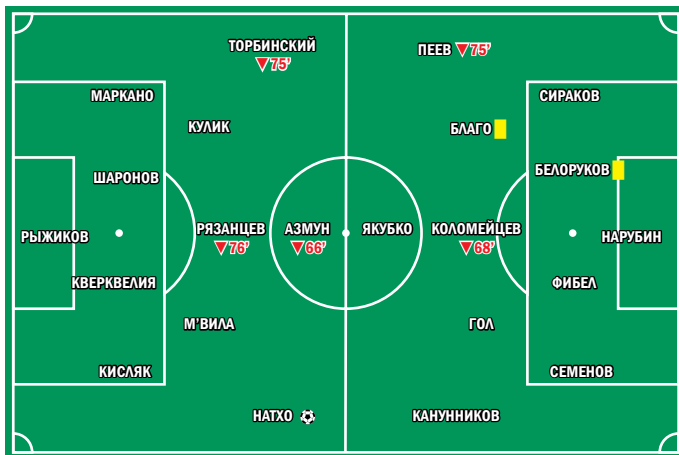 ТОРБИНСКИЙ
75'
ПЕЕВ 75'
МАРКАНО
СИРАКОВ
КУЛИК
БЛАГО
ШАРОНОВ
БЕЛОРУКОВ
РЫЖИКОВ
РЯЗАНЦЕВ
76'
АЗМУН
66'
ЯКУБКО
КОЛОМЕЙЦЕВ
68'
НАРУБИН
КВЕРКВЕЛИЯ
ФИБЕЛ
М'ВИЛА
ГОЛ
КИСЛЯК
СЕМЕНОВ
НАТХО
КАНУННИКОВ